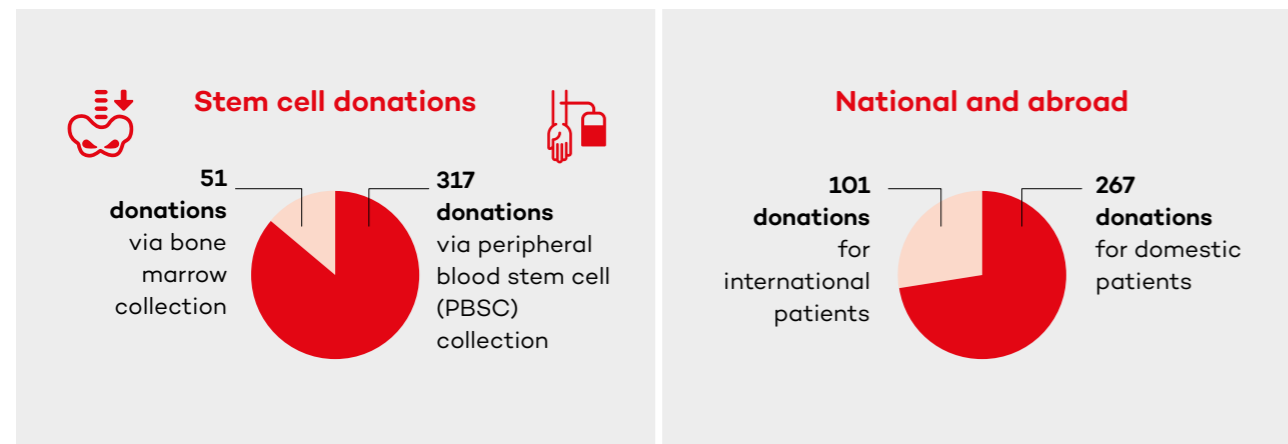 Stem cell donations
51
donations
via bone
marrow
collection
317
donations
via peripheral
blood stem cell
(PBSC)
collection
National and abroad
101
donations
for
international
patients
267
donations
for domestic
patients